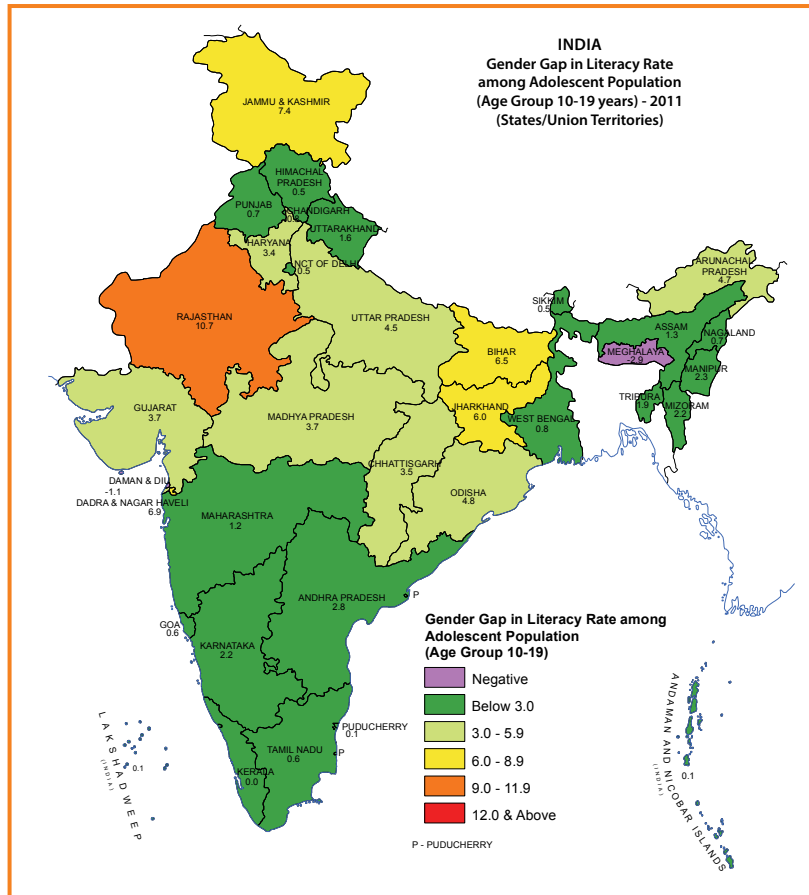 INDIA
Gender Gap in Literacy Rate
among Adolescent Population
(Age Group 10-19 years) - 2011
(States/Union Territories)
JAMMU & KASHMIR
7.4
HIMACHAL
PRADESH
0.5
PUNJAB
0.7
CHANDIGARH
UTTARAKHAND
1.6
HARYANA
3.4
NCT OF DELHI
0.5
ARUNACHAL
PRADESH
4.7
RAJASTHAN
10.7
UTTAR PRADESH
4.5
SIKKIM
0.5
ASSAM
1.3
NAGALAND
0.7
BIHAR
6.5
MEGHALAYA
-2.9
MANIPUR
2.3
TRIPURA
1.9
MIZORAM
2.2
GUJARAT
3.7
MADHYA PRADESH
3.7
JHARKHAND
6.0
WEST BENGAL
0.8
CHHATTISGARH
3.5
ODISHA
4.8
DAMAN & DIU
-1.1
DADRA & NAGAR HAVELI
6.9
MAHARASHTRA
1.2
ANDHRA PRADESH
2.8
P
GOA
0.6
KARNATAKA
2.2
PUDUCHERRY
0.1
TAMIL NADU
0.6
P
KERALA
0.0
LAKSHADWEEP
(INDIA)
0.1
ANDAMAN AND NICOBAR ISLANDS
(INDIA)
0.1
Gender Gap in Literacy Rate among
Adolescent Population
(Age Group 10-19)
Negative
Below 3.0
3.0 - 5.9
6.0 - 8.9
9.0 - 11.9
12.0 & Above
P - PUDUCHERRY